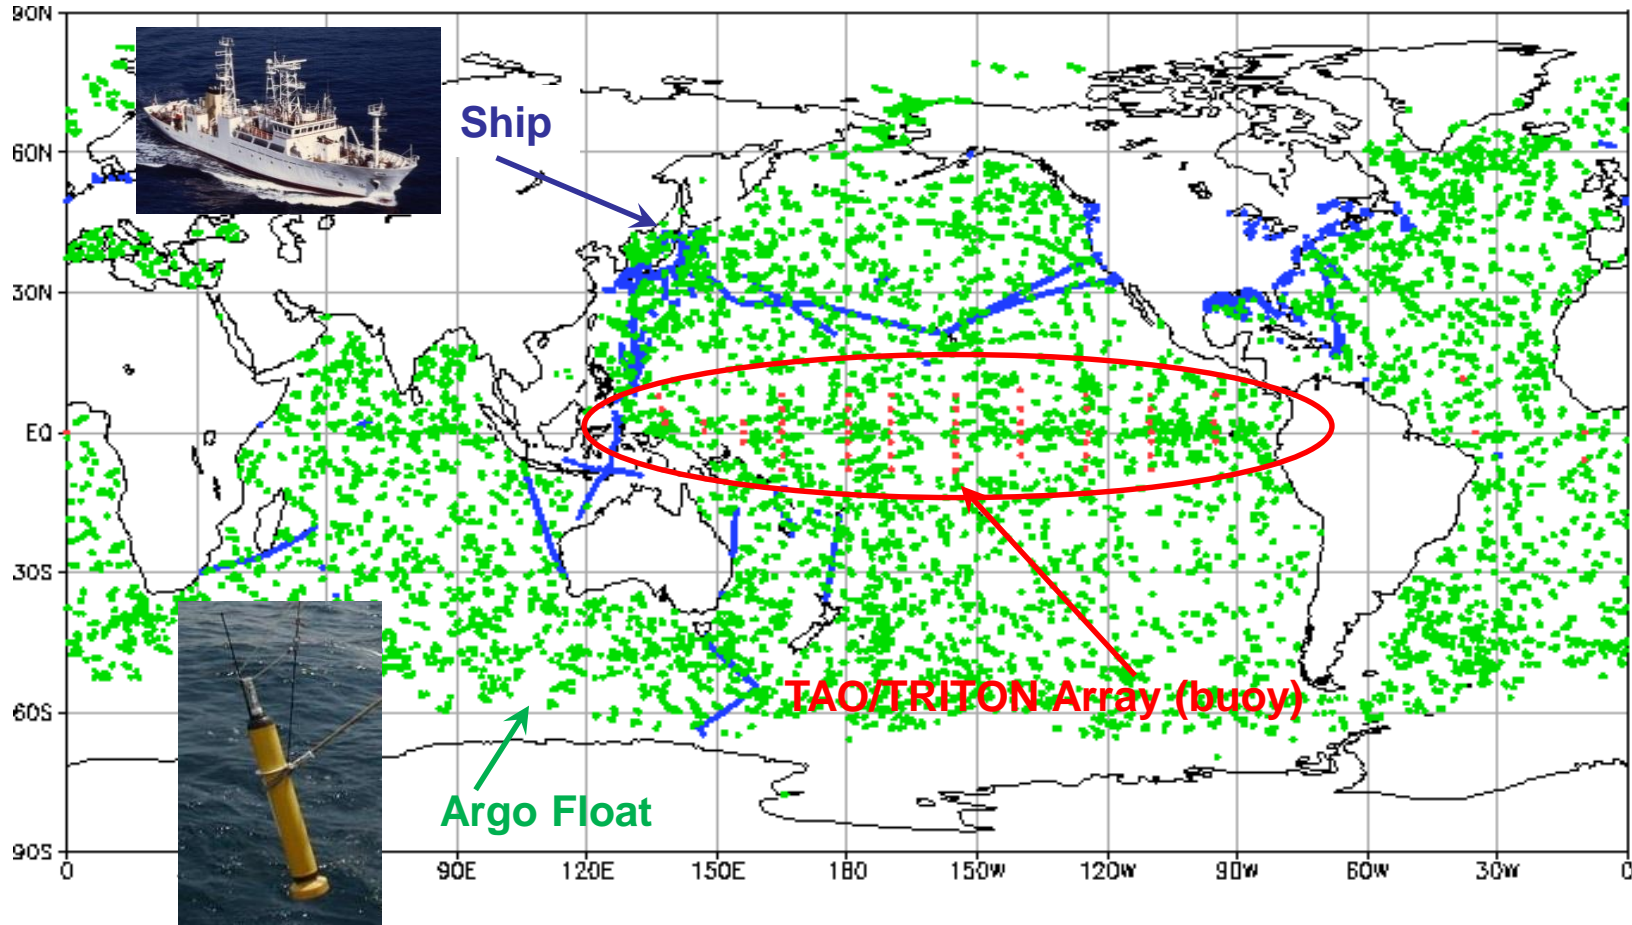 90N
Ship
60N
30N
EQ
30S
TAO/TRITON Array (buoy)
60S
Argo Float
90S
0
90E
120E
150E
180
150W
120W
90W
60W
30W
0